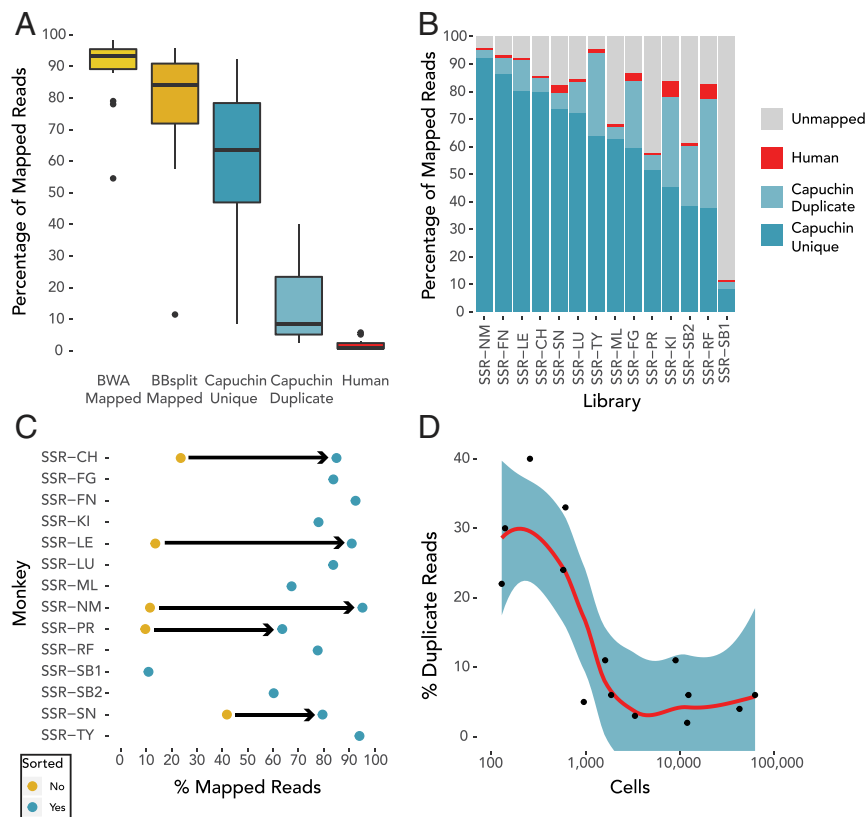 A
Percentage of Mapped Reads
100
90
80
70
60
50
40
30
20
10
0
BWA Mapped
BBsplit Mapped
Capuchin Unique
Capuchin Duplicate
Human
B
Percentage of Mapped Reads
100
90
80
70
60
50
40
30
20
10
0
SSR−NM
SSR−FN
SSR−LE
SSR−CH
SSR−SN
SSR−LU
SSR−TY
SSR−ML
SSR−FG
SSR−PR
SSR−KI
SSR−SB2
SSR−RF
SSR−SB1
Library
Unmapped
Human
Capuchin Duplicate
Capuchin Unique
C
Monkey
SSR−CH
SSR−FG
SSR−FN
SSR−KI
SSR−LE
SSR−LU
SSR−ML
SSR−NM
SSR−PR
SSR−RF
SSR−SB1
SSR−SB2
SSR−SN
SSR−TY
0 10 20 30 40 50 60 70 80 90 100
% Mapped Reads
Sorted
No
Yes
D
% Duplicate Reads
40
30
20
10
0
100 1,000 10,000 100,000
Cells